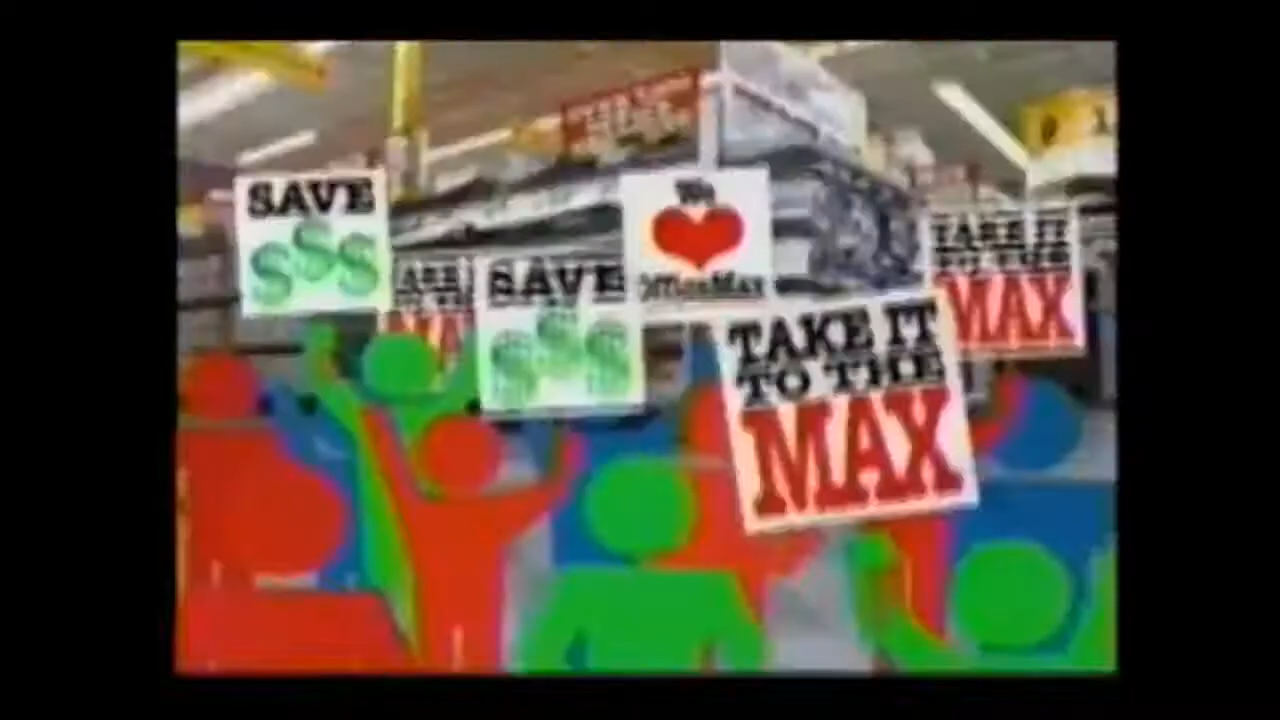 SAVE
$$$
We
OfficeMax
TAKE IT
TO THE
MAX
SAVE
$$$
TAKE IT
TO THE
MAX